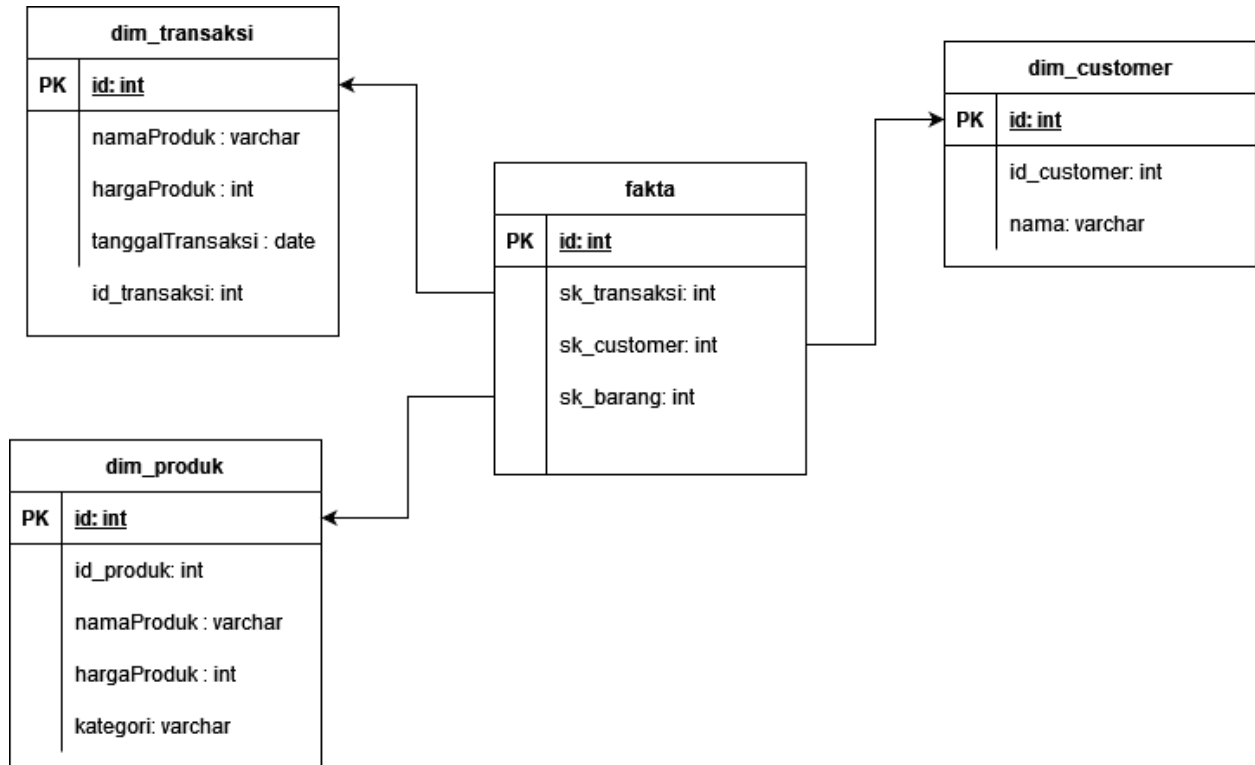 dim_transaksi
PK id: int
namaProduk : varchar
hargaProduk : int
tanggalTransaksi : date
id_transaksi: int
dim_customer
PK id: int
id_customer: int
nama: varchar
fakta
PK id: int
sk_transaksi: int
sk_customer: int
sk_barang: int
dim_produk
PK id: int
id_produk: int
namaProduk : varchar
hargaProduk : int
kategori: varchar